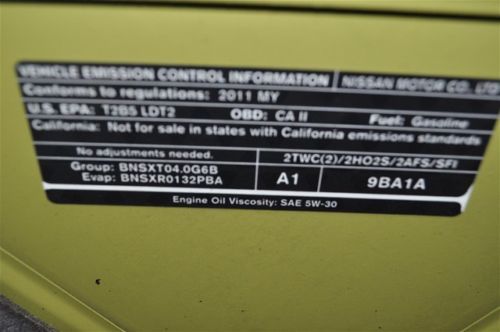 VEHICLE EMISSION CONTROL INFORMATION NISSAN MOTOR CO., LTD
Conforms to regulations: 2011 MY
U.S. EPA: T2B5 LDT2 OBD: CA II Fuel: Gasoline
California: Not for sale in states with California emissions standards
No adjustments needed. 2TWC(2)/2HO2S/2AFS/SFI
Group: BNSXT04.0G6B
Evap: BNSXR0132PBA A1 9BA1A
Engine Oil Viscosity: SAE 5W-30